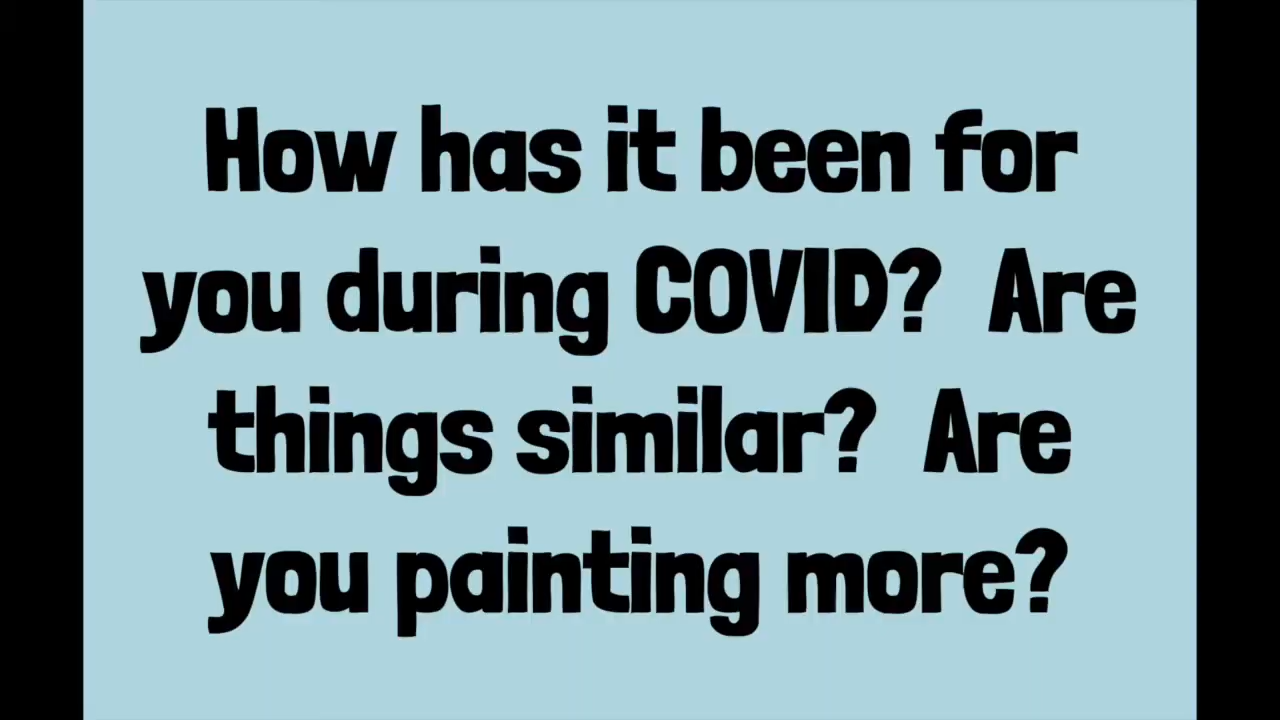 How has it been for
you during COVID?  Are
things similar?  Are
you painting more?